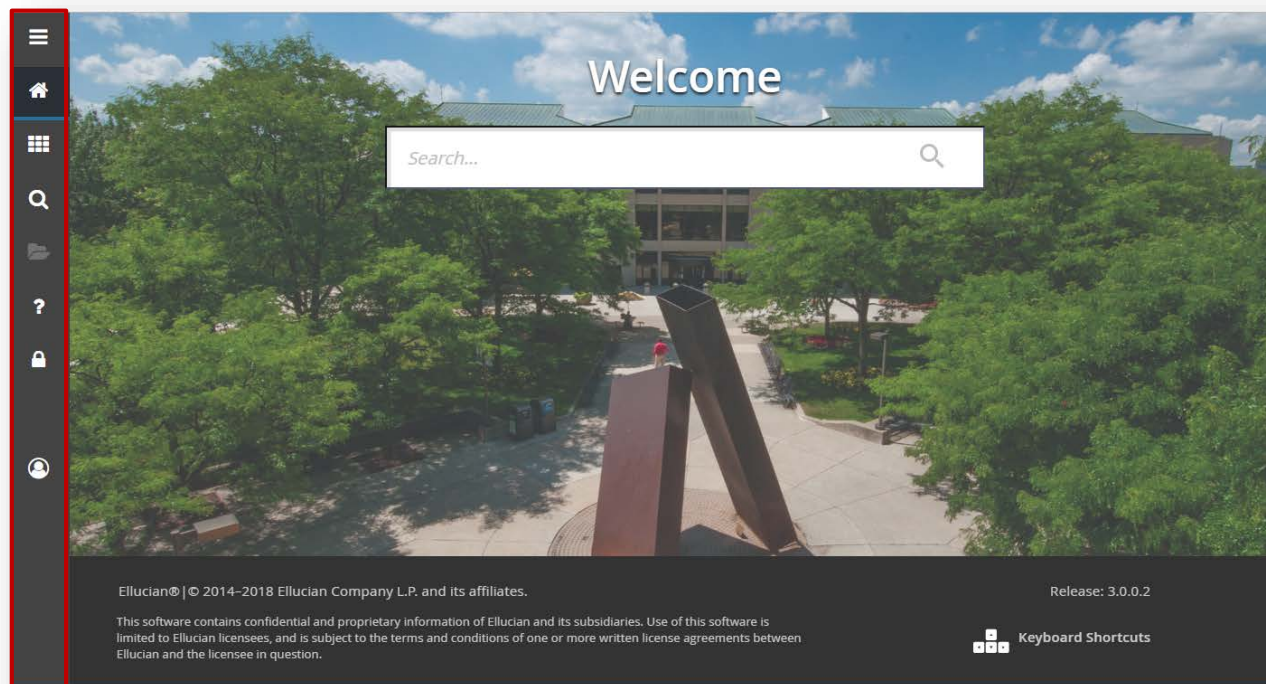 Welcome
Search...
Ellucian®|© 2014–2018 Ellucian Company L.P. and its affiliates.
Release: 3.0.0.2
This software contains confidential and proprietary information of Ellucian and its subsidiaries. Use of this software is
limited to Ellucian licensees, and is subject to the terms and conditions of one or more written license agreements between
Ellucian and the licensee in question.
Keyboard Shortcuts